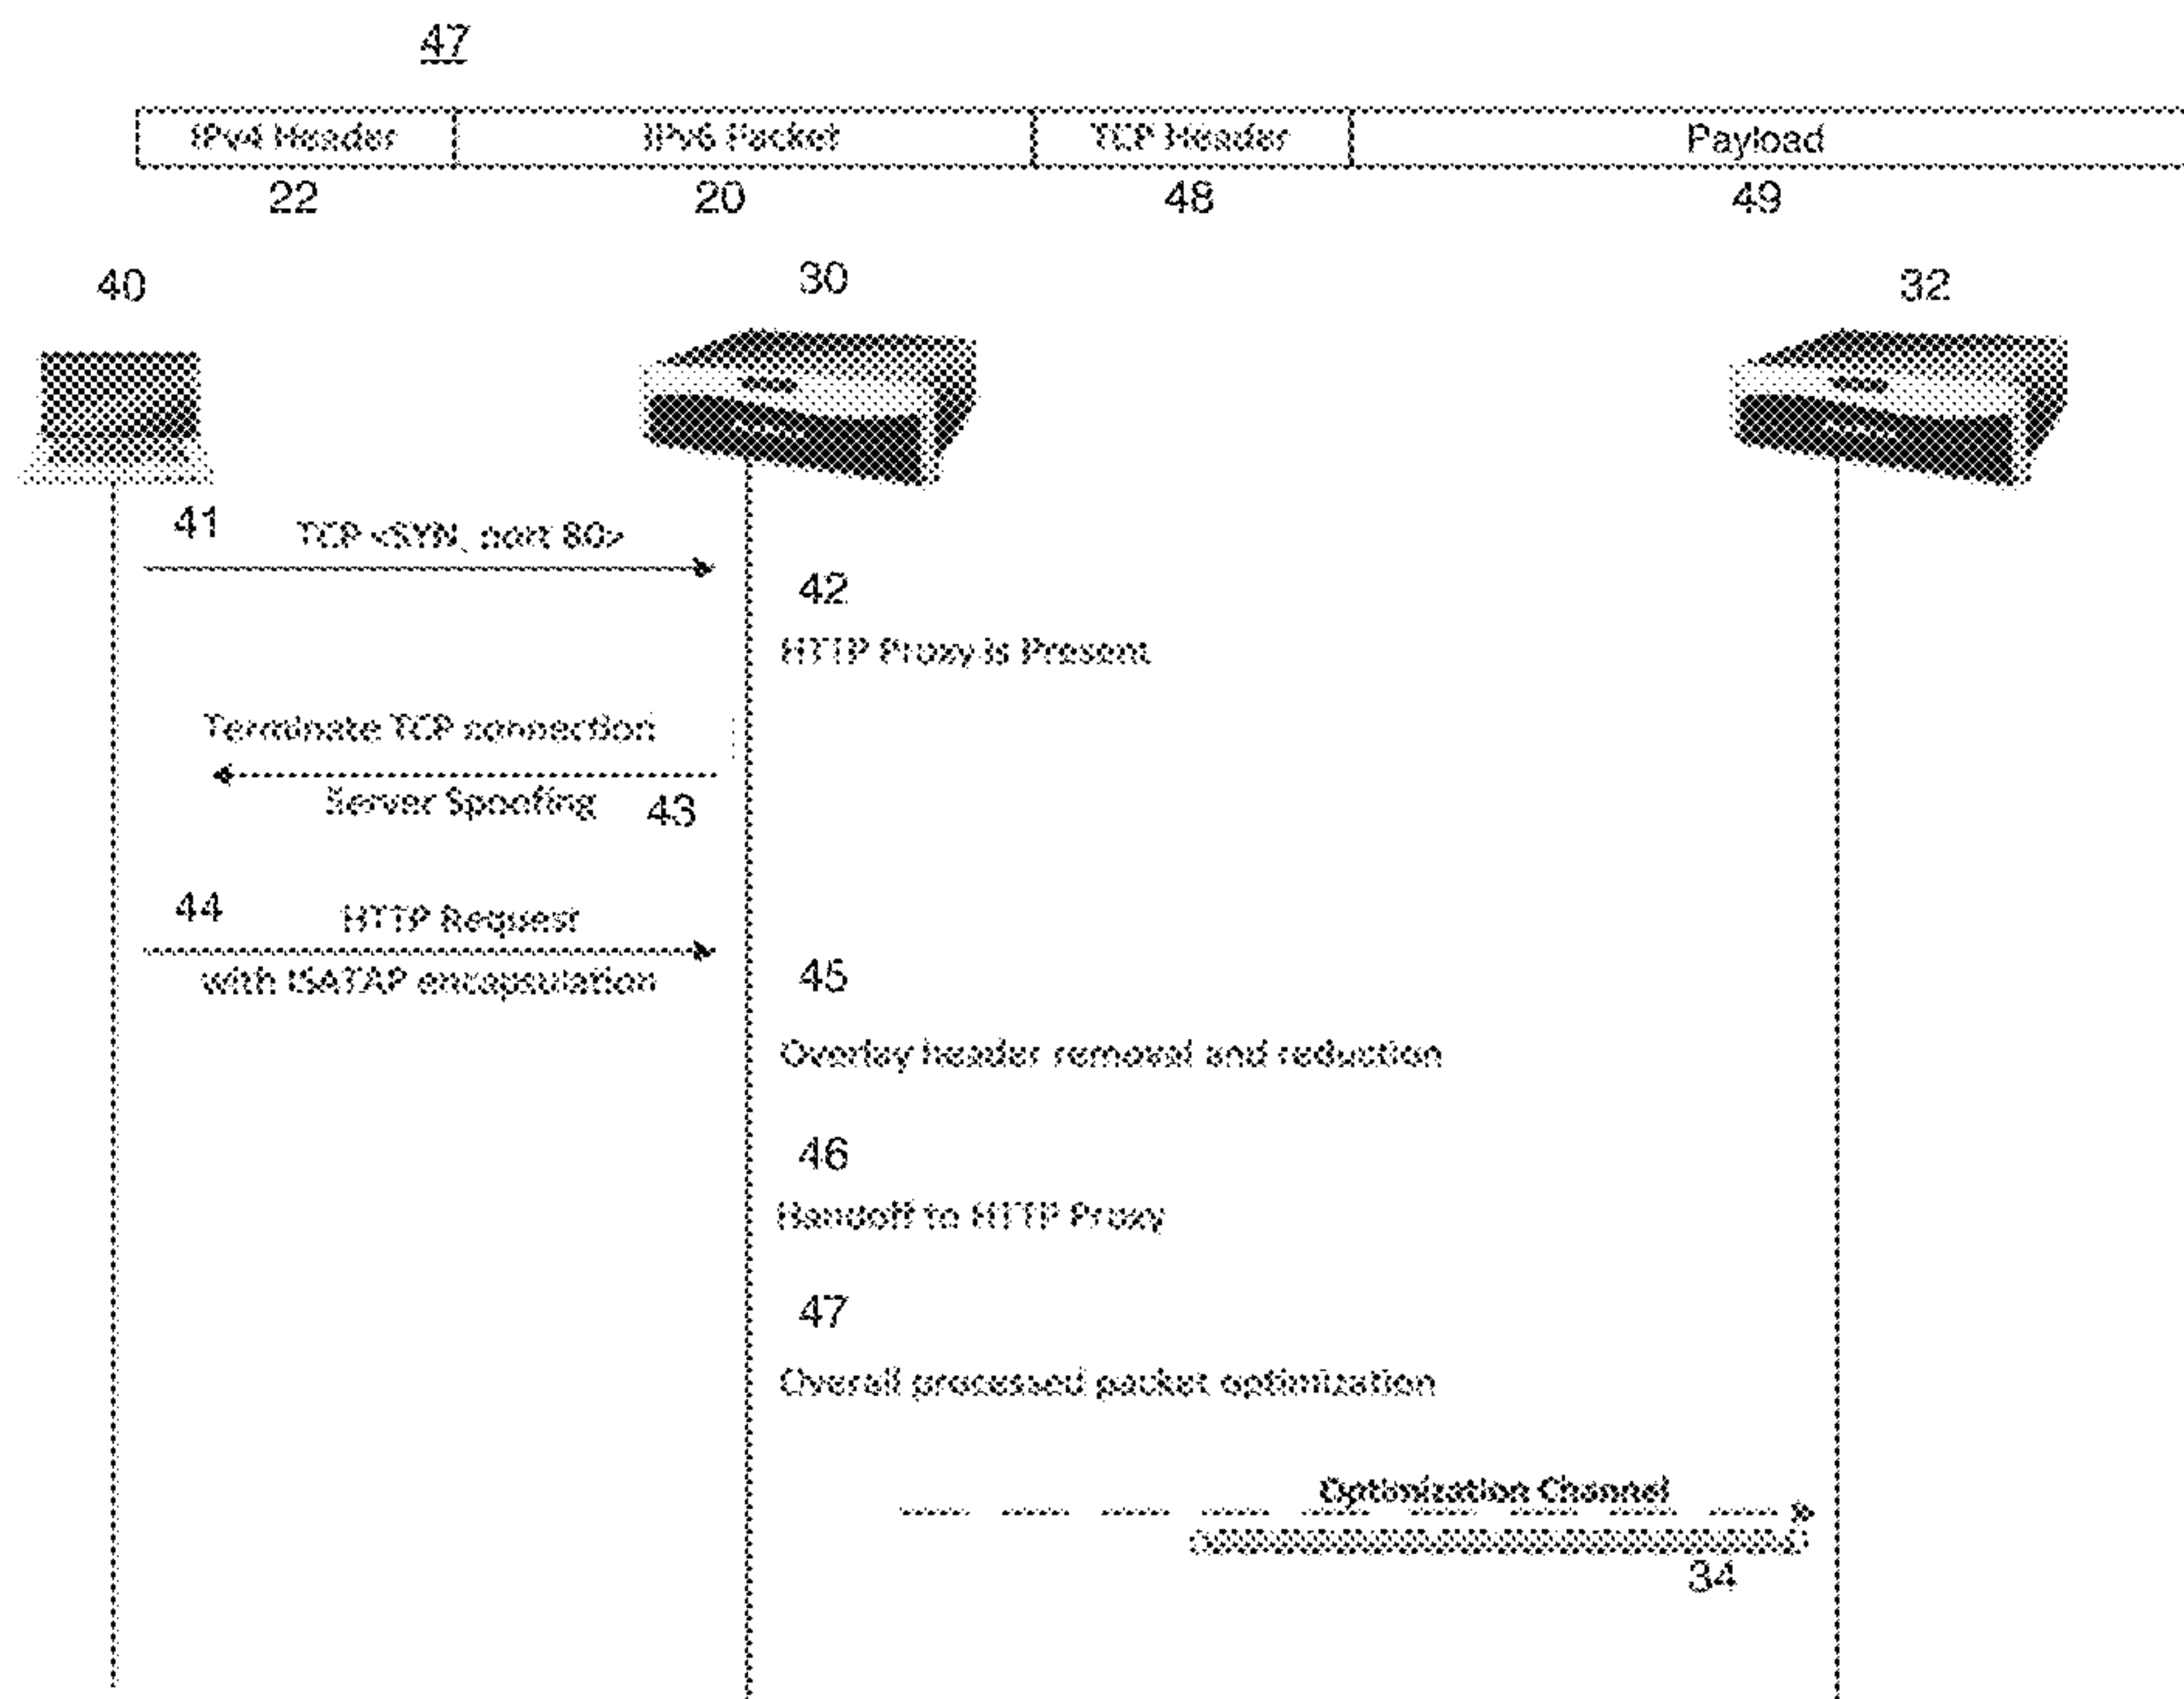 47
IPv4 Header IPv6 Packet TCP Header Payload
22 20 48 49
40 30 32
41 TCP <SYN, port 80>
42
HTTP Proxy is Present
Terminate TCP connection
Server Spoofing 43
44 HTTP Request
with ISATAP encapsulation
45
Overlay header removal and reduction
46
Handoff to HTTP Proxy
47
Overall processed packet optimization
Optimization Channel
34